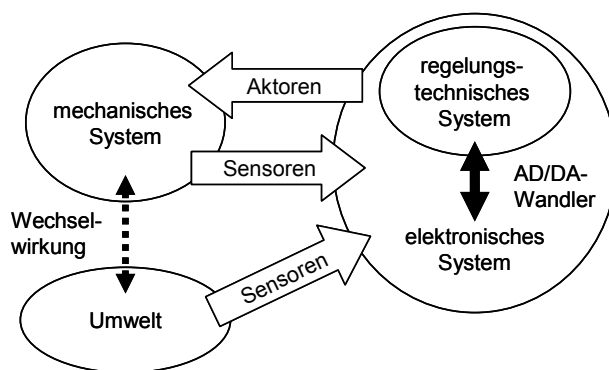 mechanisches
System
Aktoren
regelungs-
technisches
System
Sensoren
AD/DA-
Wandler
Wechsel-
wirkung
elektronisches
System
Sensoren
Umwelt